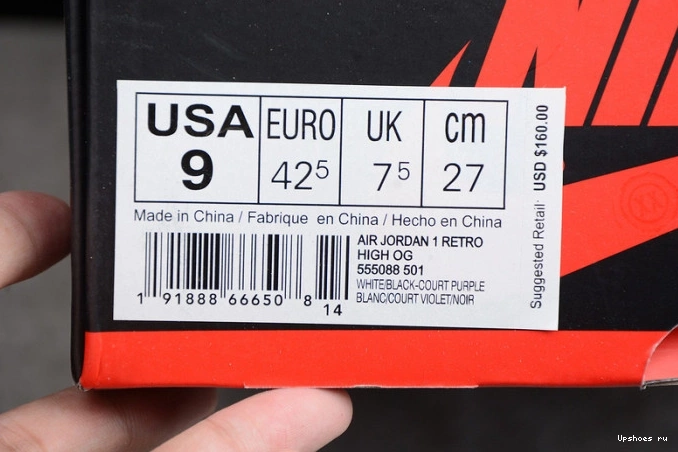 NIK
USA EURO UK cm
9 42⁵ 7⁵ 27
Suggested Retail: USD $160.00
Made in China / Fabrique en China / Hecho en China
AIR JORDAN 1 RETRO
HIGH OG
555088 501
WHITE/BLACK-COURT PURPLE
BLANC/COURT VIOLET/NOIR
1 91888 66650 8 14
XX
Upshoes ru